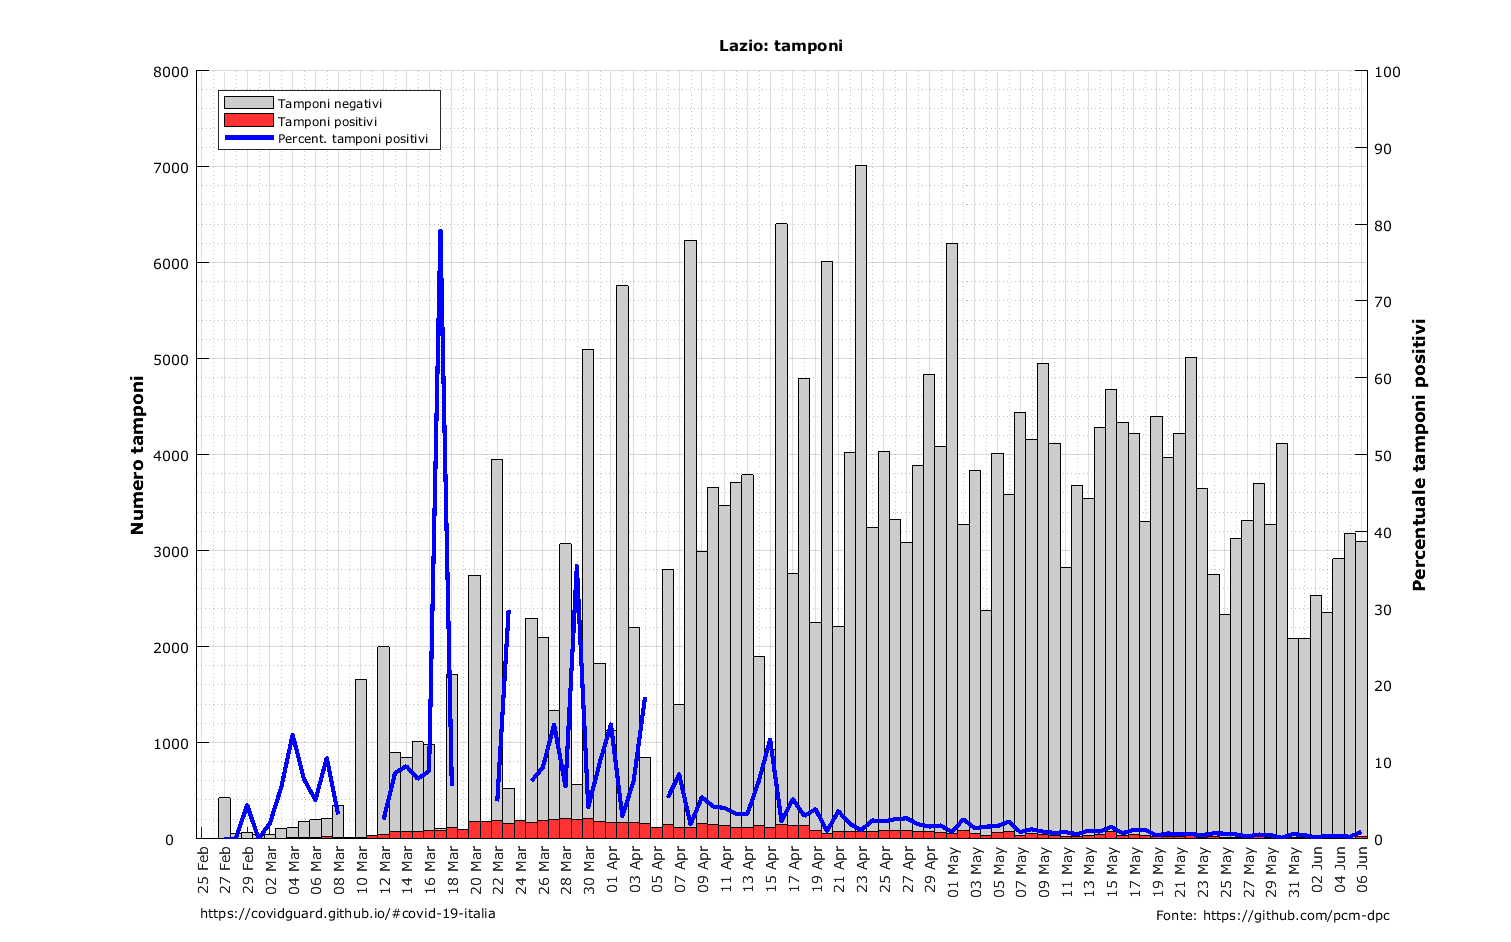 Lazio: tamponi
8000
7000
6000
5000
4000
3000
2000
1000
0
100
90
80
70
60
50
40
30
20
10
0
Tamponi negativi
Tamponi positivi
Percent. tamponi positivi
Numero tamponi
Percentuale tamponi positivi
25 Feb
27 Feb
29 Feb
02 Mar
04 Mar
06 Mar
08 Mar
10 Mar
12 Mar
14 Mar
16 Mar
18 Mar
20 Mar
22 Mar
24 Mar
26 Mar
28 Mar
30 Mar
01 Apr
03 Apr
05 Apr
07 Apr
09 Apr
11 Apr
13 Apr
15 Apr
17 Apr
19 Apr
21 Apr
23 Apr
25 Apr
27 Apr
29 Apr
01 May
03 May
05 May
07 May
09 May
11 May
13 May
15 May
17 May
19 May
21 May
23 May
25 May
27 May
29 May
31 May
02 Jun
04 Jun
06 Jun
https://covidguard.github.io/#covid-19-italia
Fonte: https://github.com/pcm-dpc